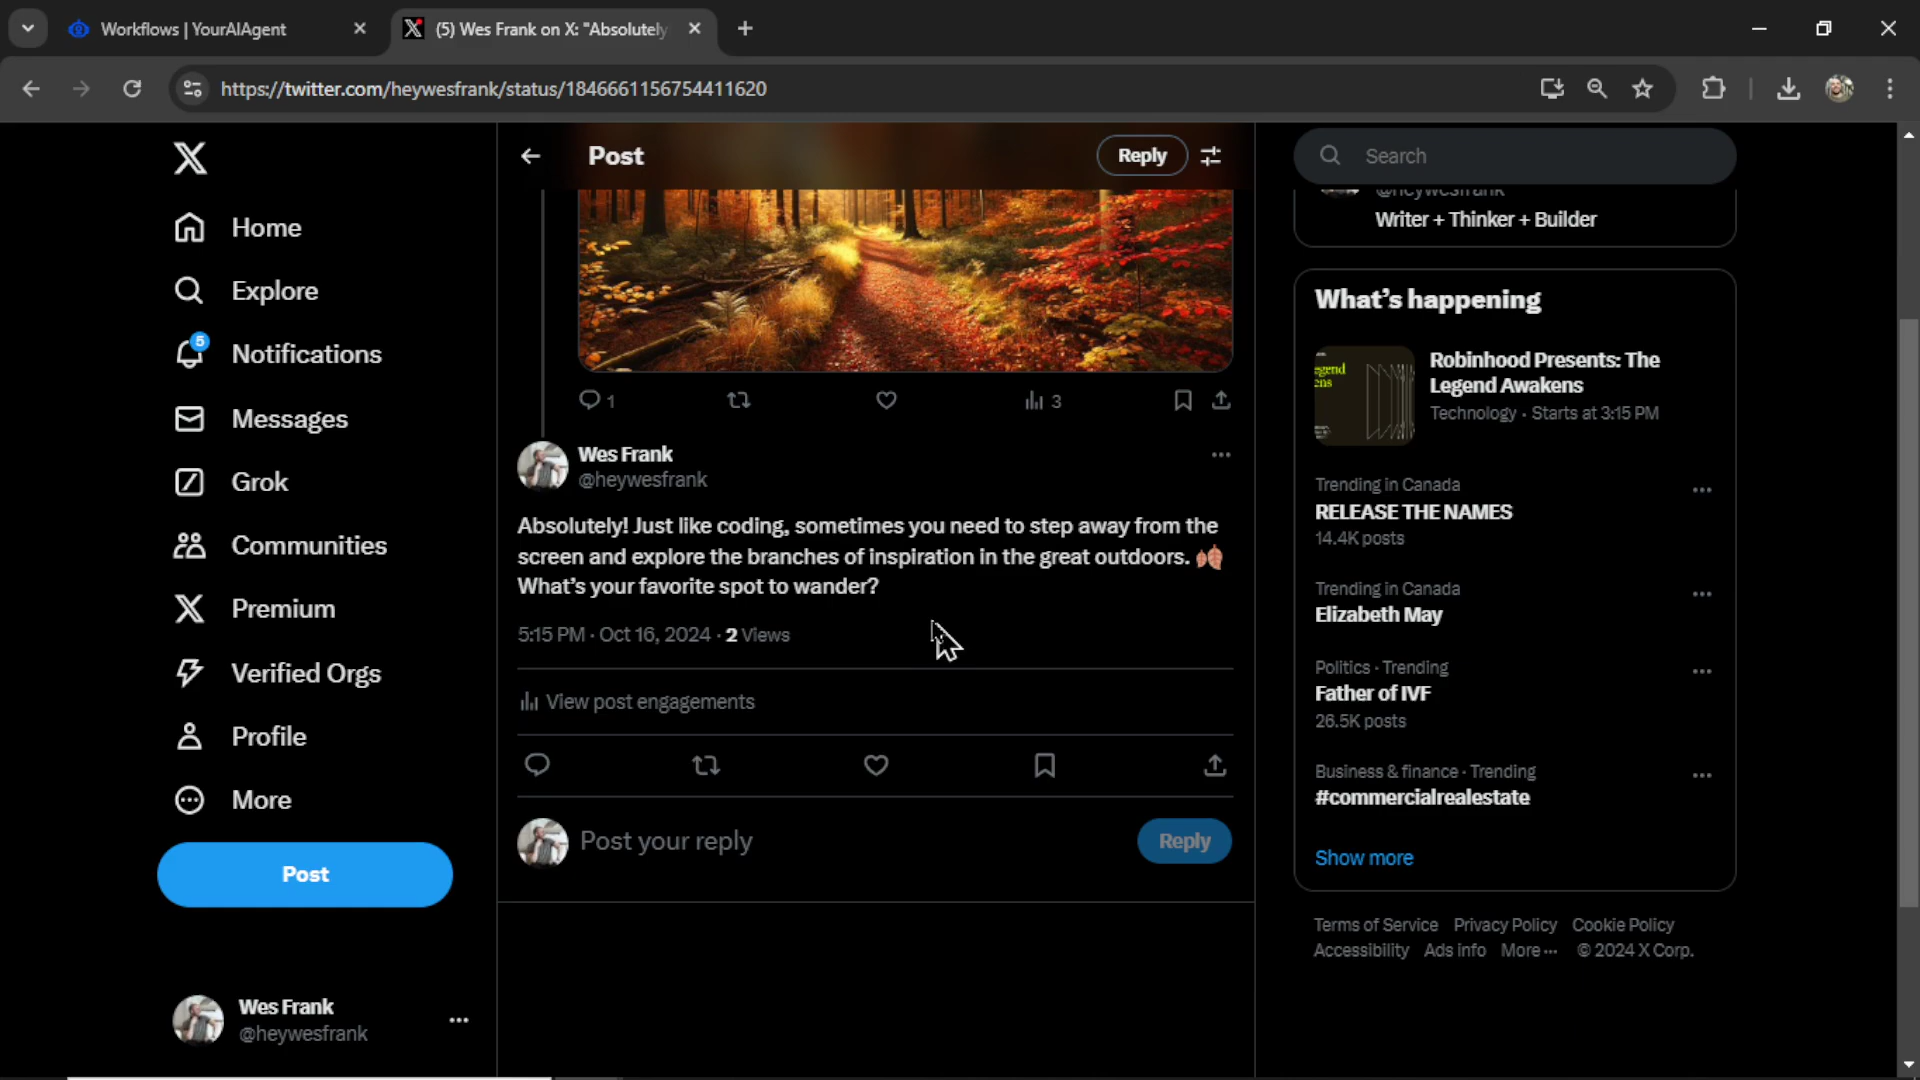 Workflows | YourAIAgent
(5) Wes Frank on X: "Absolutely
https://twitter.com/heywesfrank/status/1846661156754411620
Home
Explore
5
Notifications
Messages
Grok
Communities
Premium
Verified Orgs
Profile
More
Post
Wes Frank
@heywesfrank
Post
Reply
1
3
Wes Frank
@heywesfrank
Absolutely! Just like coding, sometimes you need to step away from the
screen and explore the branches of inspiration in the great outdoors. 🍂
What's your favorite spot to wander?
5:15 PM · Oct 16, 2024 · 2 Views
View post engagements
Post your reply
Reply
Search
@heywesfrank
Writer + Thinker + Builder
What's happening
Robinhood Presents: The
Legend Awakens
Technology · Starts at 3:15 PM
Trending in Canada
RELEASE THE NAMES
14.4K posts
Trending in Canada
Elizabeth May
Politics · Trending
Father of IVF
26.5K posts
Business & finance · Trending
#commercialrealestate
Show more
Terms of Service Privacy Policy Cookie Policy
Accessibility Ads info More ··· © 2024 X Corp.